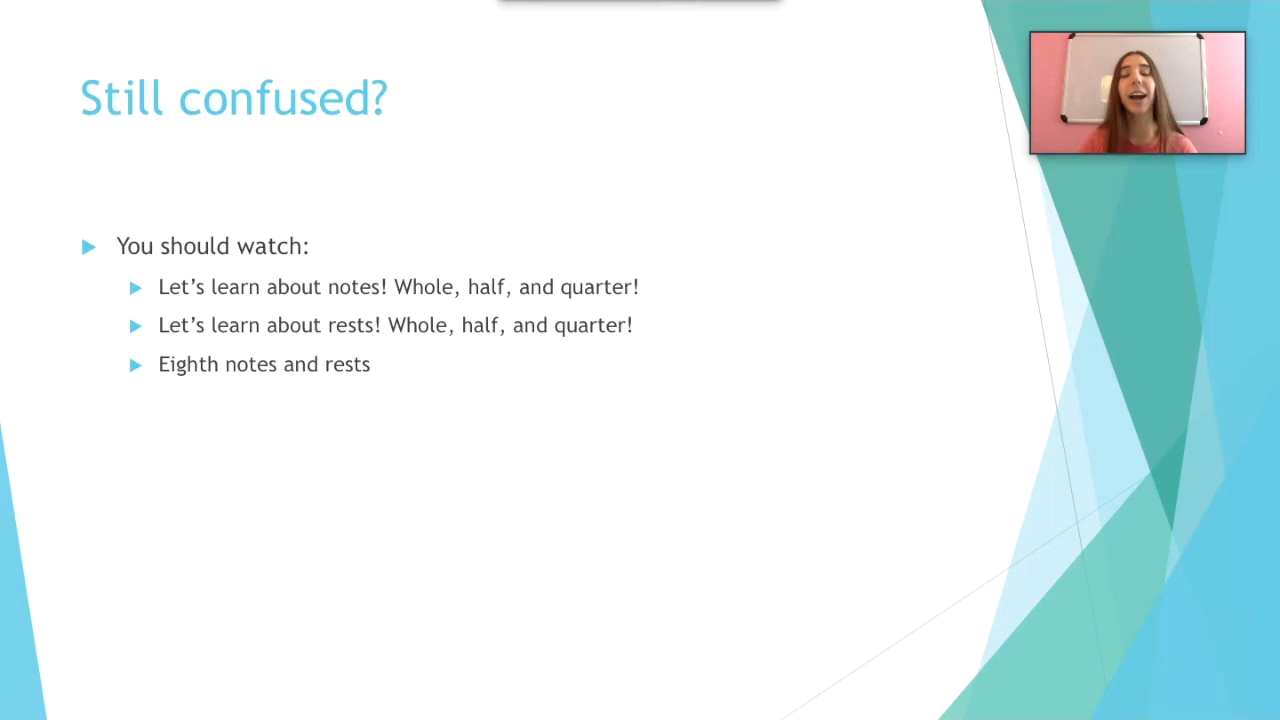 Still confused?
You should watch:
Let's learn about notes! Whole, half, and quarter!
Let's learn about rests! Whole, half, and quarter!
Eighth notes and rests